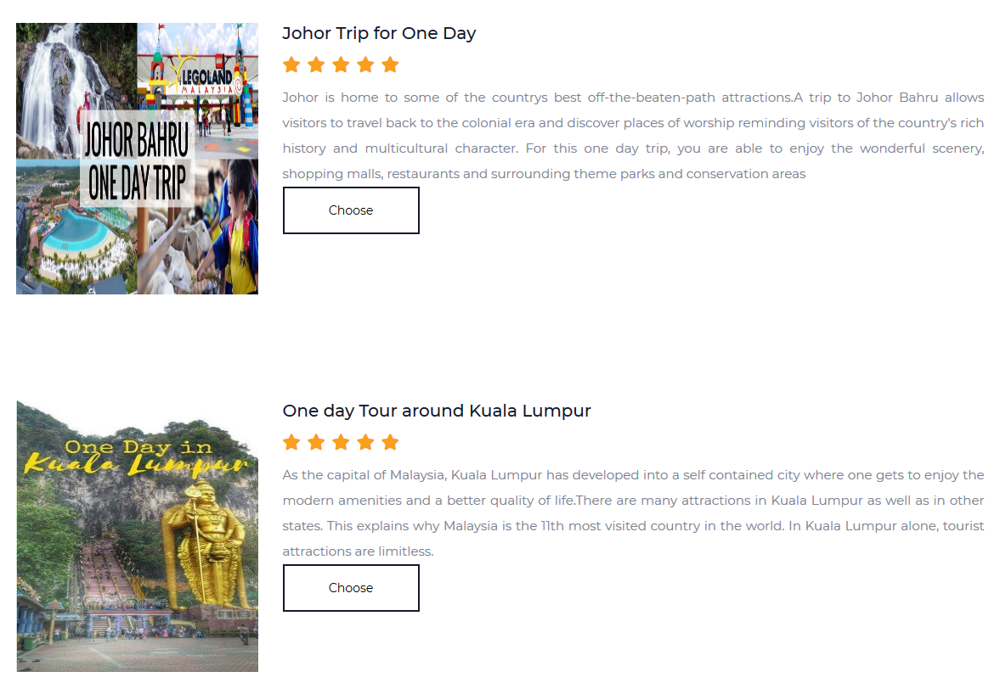 LEGOLAND
MALAYSIA
JOHOR BAHRU
ONE DAY TRIP
Johor Trip for One Day
Johor is home to some of the countrys best off-the-beaten-path attractions.A trip to Johor Bahru allows
visitors to travel back to the colonial era and discover places of worship reminding visitors of the country's rich
history and multicultural character. For this one day trip, you are able to enjoy the wonderful scenery,
shopping malls, restaurants and surrounding theme parks and conservation areas
Choose
One Day in
Kuala Lumpur
One day Tour around Kuala Lumpur
As the capital of Malaysia, Kuala Lumpur has developed into a self contained city where one gets to enjoy the
modern amenities and a better quality of life.There are many attractions in Kuala Lumpur as well as in other
states. This explains why Malaysia is the 11th most visited country in the world. In Kuala Lumpur alone, tourist
attractions are limitless.
Choose